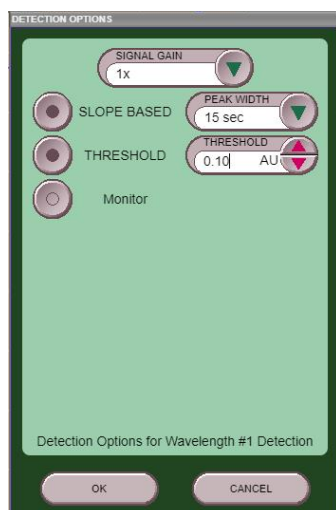 DETECTION OPTIONS
SIGNAL GAIN
1x
SLOPE BASED
PEAK WIDTH
15 sec
THRESHOLD
THRESHOLD
0.10 AU
Monitor
Detection Options for Wavelength #1 Detection
OK CANCEL